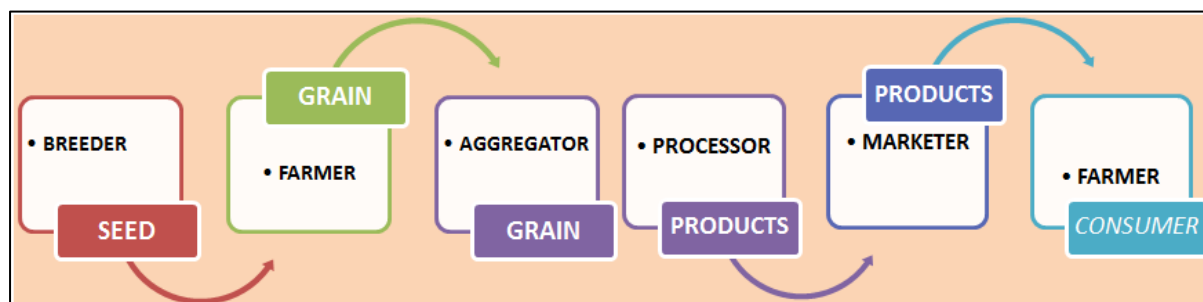 • BREEDER
SEED
GRAIN
• FARMER
• AGGREGATOR
GRAIN
• PROCESSOR
PRODUCTS
PRODUCTS
• MARKETER
• FARMER
CONSUMER